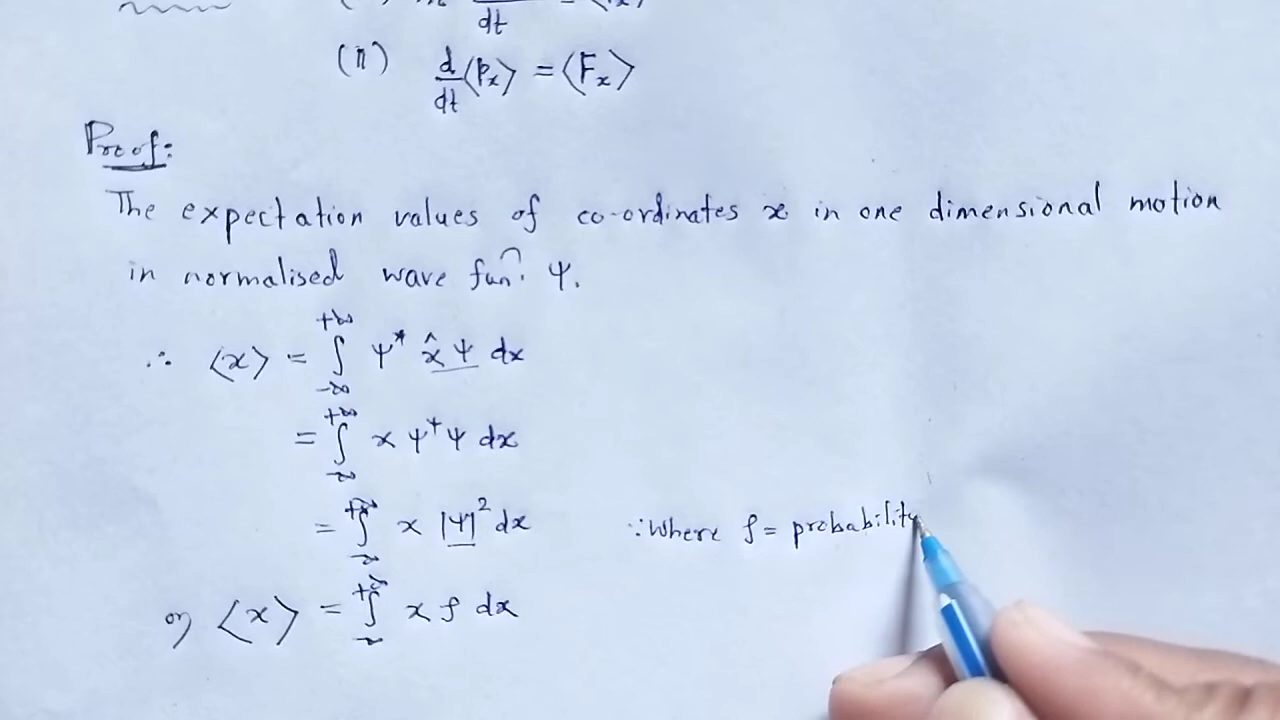 dt
(ii) d/dt ⟨Px⟩ = ⟨Fx⟩
Proof:
The expectation values of co-ordinates x in one dimensional motion
in normalised wave funⁿ. Ψ.
∴ ⟨x⟩ = ∫_{-∞}^{+∞} Ψ* x̂ Ψ dx
= ∫_{-∞}^{+∞} x Ψ* Ψ dx
= ∫_{-∞}^{+∞} x |Ψ|² dx ∵ Where ρ = probability
or ⟨x⟩ = ∫_{-∞}^{+∞} x ρ dx